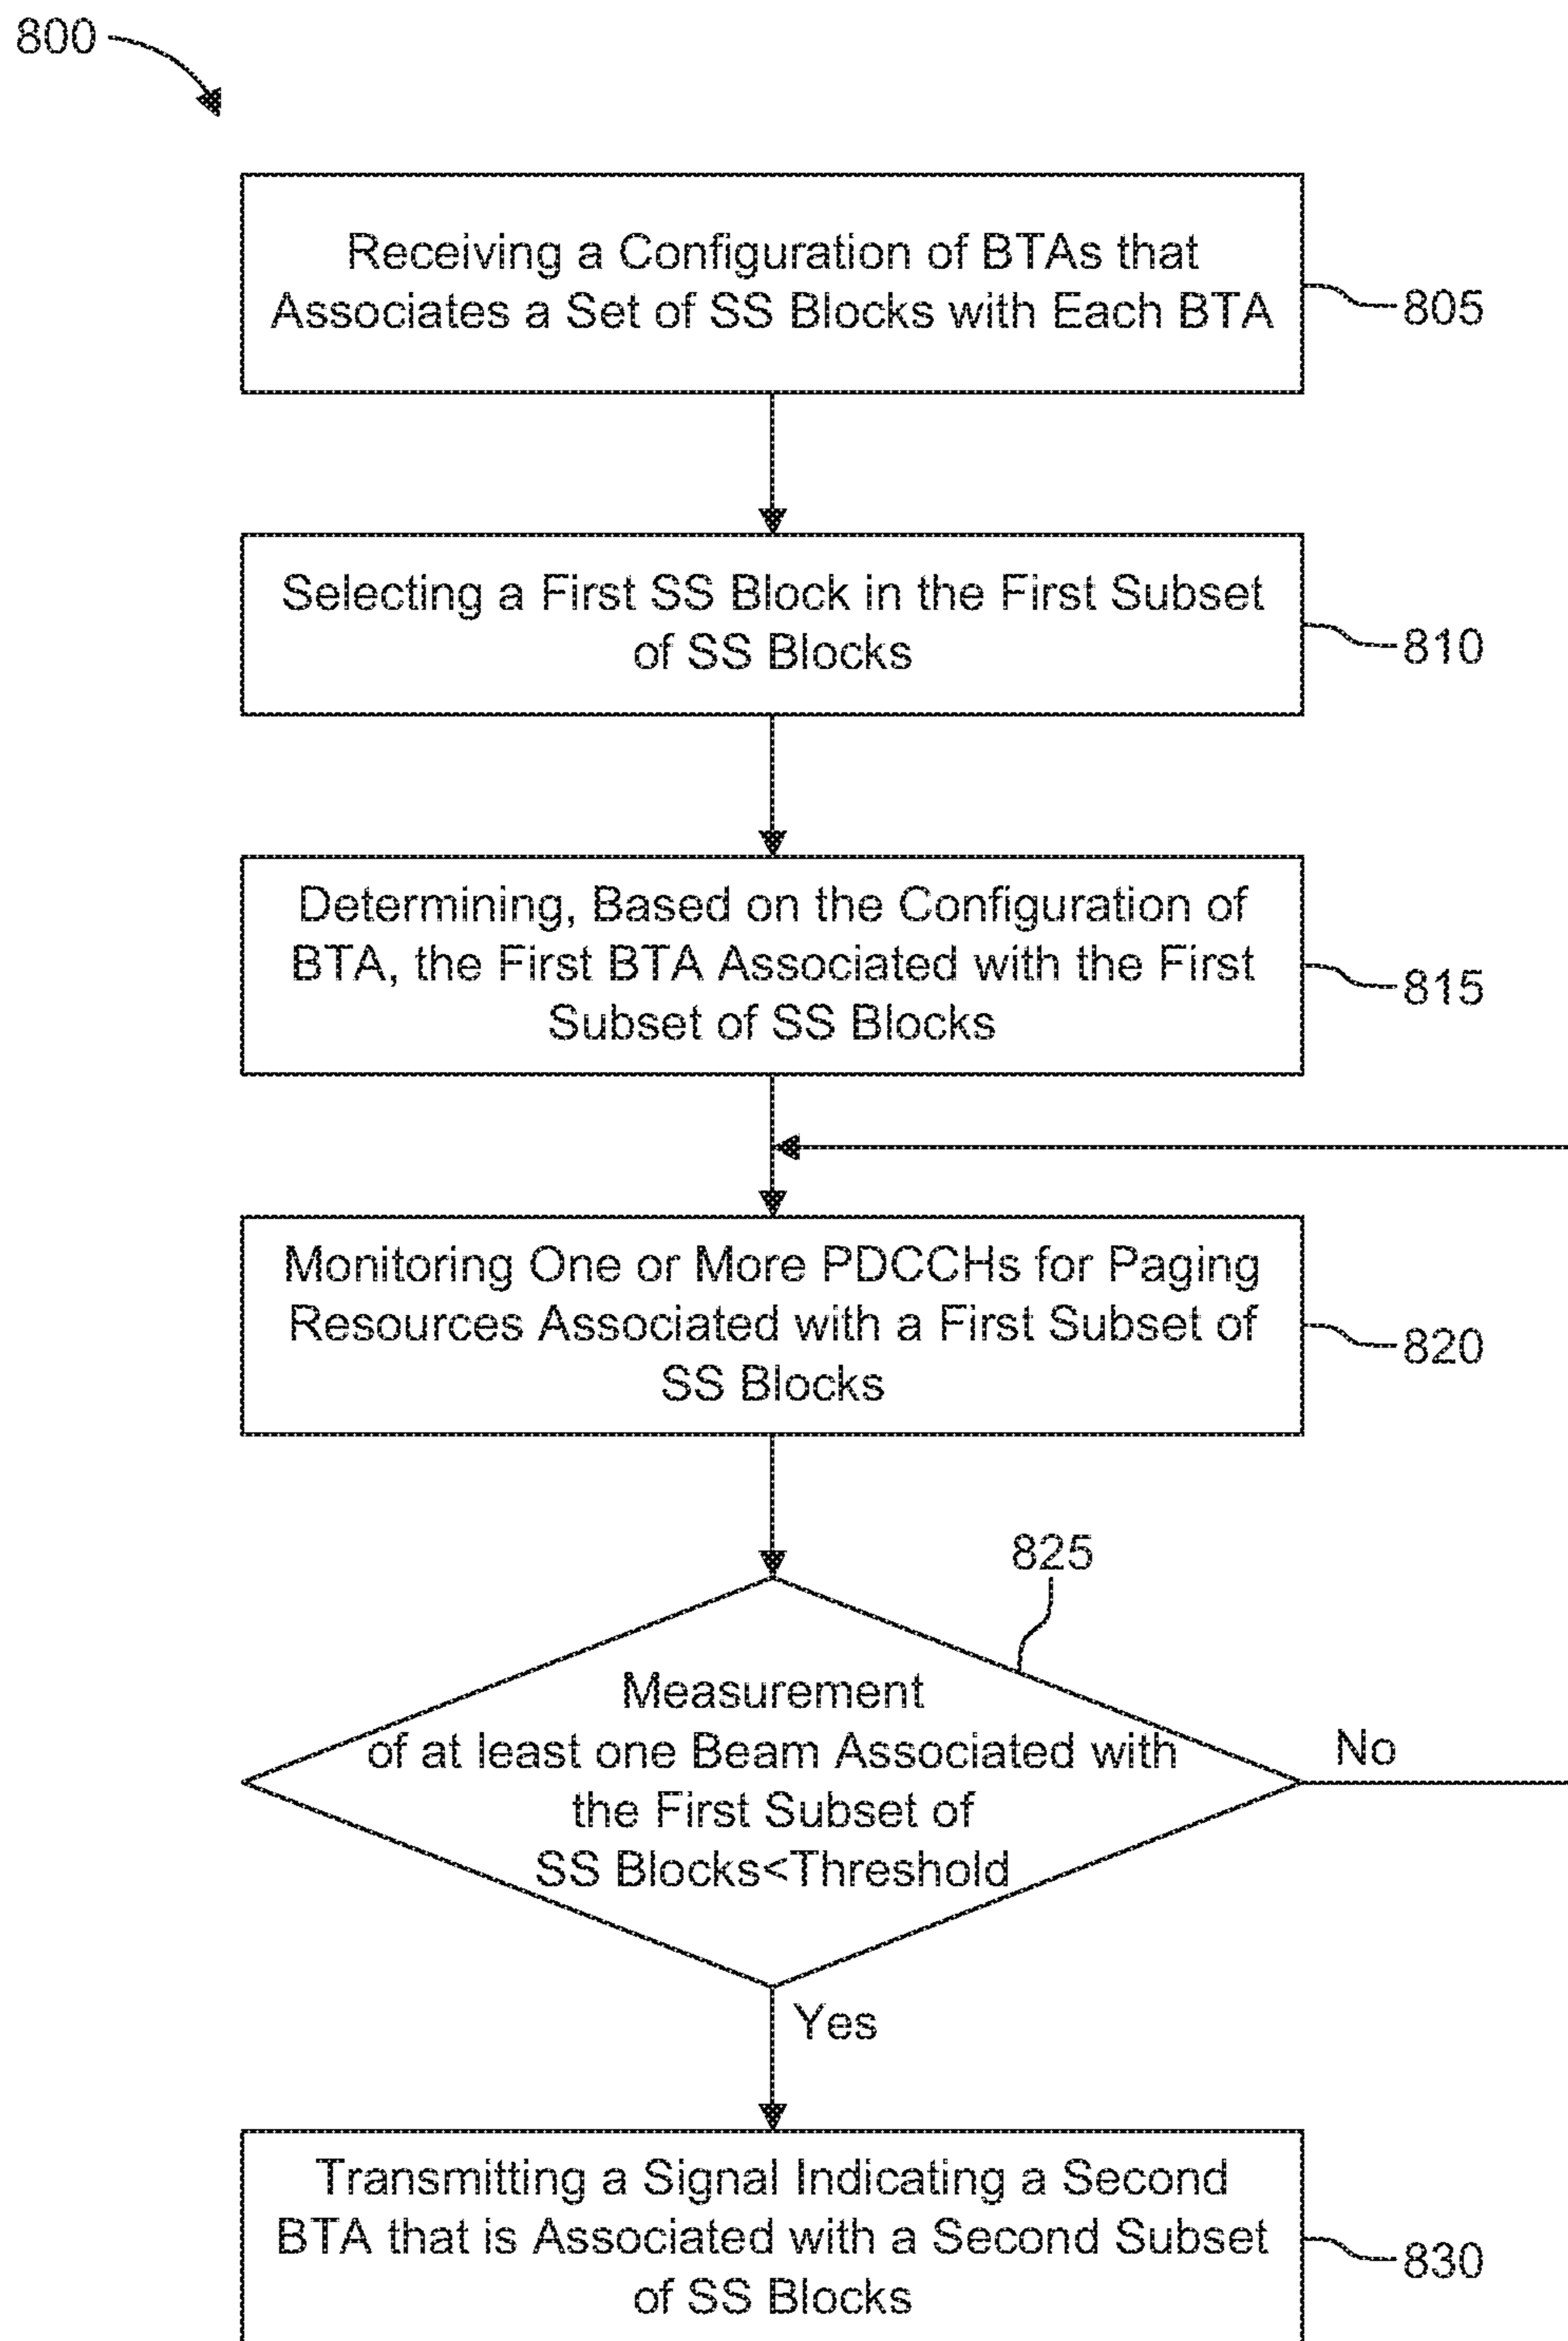 800
Receiving a Configuration of BTAs that
Associates a Set of SS Blocks with Each BTA
805
Selecting a First SS Block in the First Subset
of SS Blocks
810
Determining, Based on the Configuration of
BTA, the First BTA Associated with the First
Subset of SS Blocks
815
Monitoring One or More PDCCHs for Paging
Resources Associated with a First Subset of
SS Blocks
820
825
Measurement
of at least one Beam Associated with
the First Subset of
SS Blocks<Threshold
No
Yes
Transmitting a Signal Indicating a Second
BTA that is Associated with a Second Subset
of SS Blocks
830